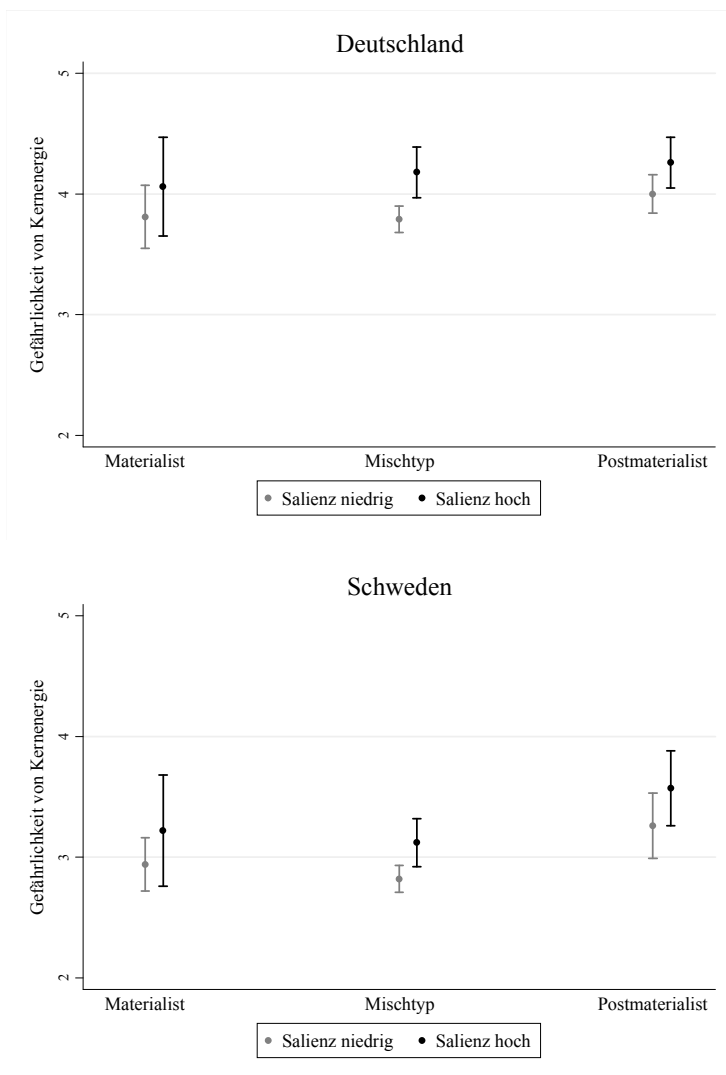 Deutschland
Gefährlichkeit von Kernenergie
5
4
3
2
Materialist Mischtyp Postmaterialist
Salienz niedrig Salienz hoch
Schweden
Gefährlichkeit von Kernenergie
5
4
3
2
Materialist Mischtyp Postmaterialist
Salienz niedrig Salienz hoch